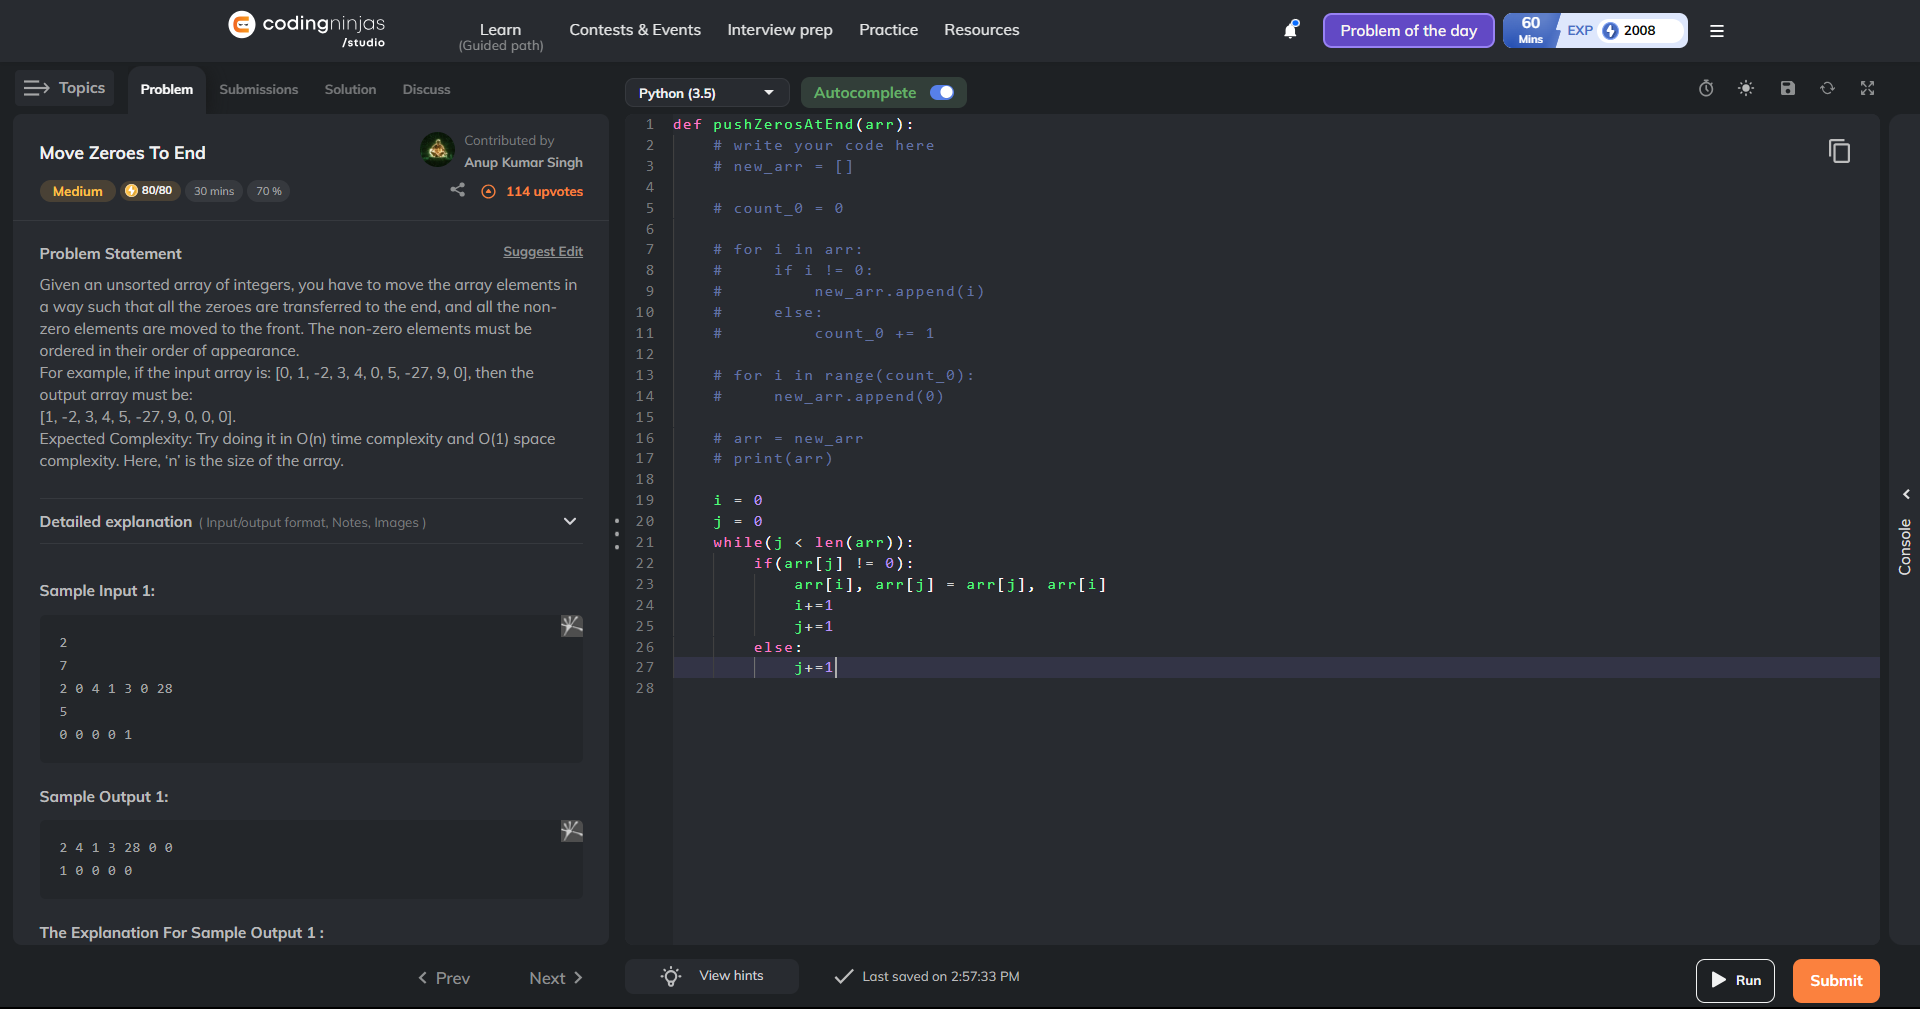 codingninjas
/studio
Learn
(Guided path)
Contests & Events
Interview prep
Practice
Resources
Problem of the day
60
Mins
EXP
2008
Topics
Problem
Submissions
Solution
Discuss
Python (3.5)
Autocomplete
Move Zeroes To End
Contributed by
Anup Kumar Singh
Medium
80/80
30 mins
70 %
114 upvotes
Problem Statement
Suggest Edit
Given an unsorted array of integers, you have to move the array elements in
a way such that all the zeroes are transferred to the end, and all the non-
zero elements are moved to the front. The non-zero elements must be
ordered in their order of appearance.
For example, if the input array is: [0, 1, -2, 3, 4, 0, 5, -27, 9, 0], then the
output array must be:
[1, -2, 3, 4, 5, -27, 9, 0, 0, 0].
Expected Complexity: Try doing it in O(n) time complexity and O(1) space
complexity. Here, ‘n’ is the size of the array.
Detailed explanation ( Input/output format, Notes, Images )
Sample Input 1:
2
7
2 0 4 1 3 0 28
5
0 0 0 0 1
Sample Output 1:
2 4 1 3 28 0 0
1 0 0 0 0
The Explanation For Sample Output 1 :
Prev
Next
1 def pushZerosAtEnd(arr):
2 # write your code here
3 # new_arr = []
4
5 # count_0 = 0
6
7 # for i in arr:
8 #     if i != 0:
9 #         new_arr.append(i)
10 #     else:
11 #         count_0 += 1
12
13 # for i in range(count_0):
14 #     new_arr.append(0)
15
16 # arr = new_arr
17 # print(arr)
18
19 i = 0
20 j = 0
21 while(j < len(arr)):
22 if(arr[j] != 0):
23 arr[i], arr[j] = arr[j], arr[i]
24 i+=1
25 j+=1
26 else:
27 j+=1
28
Console
View hints
Last saved on 2:57:33 PM
Run
Submit